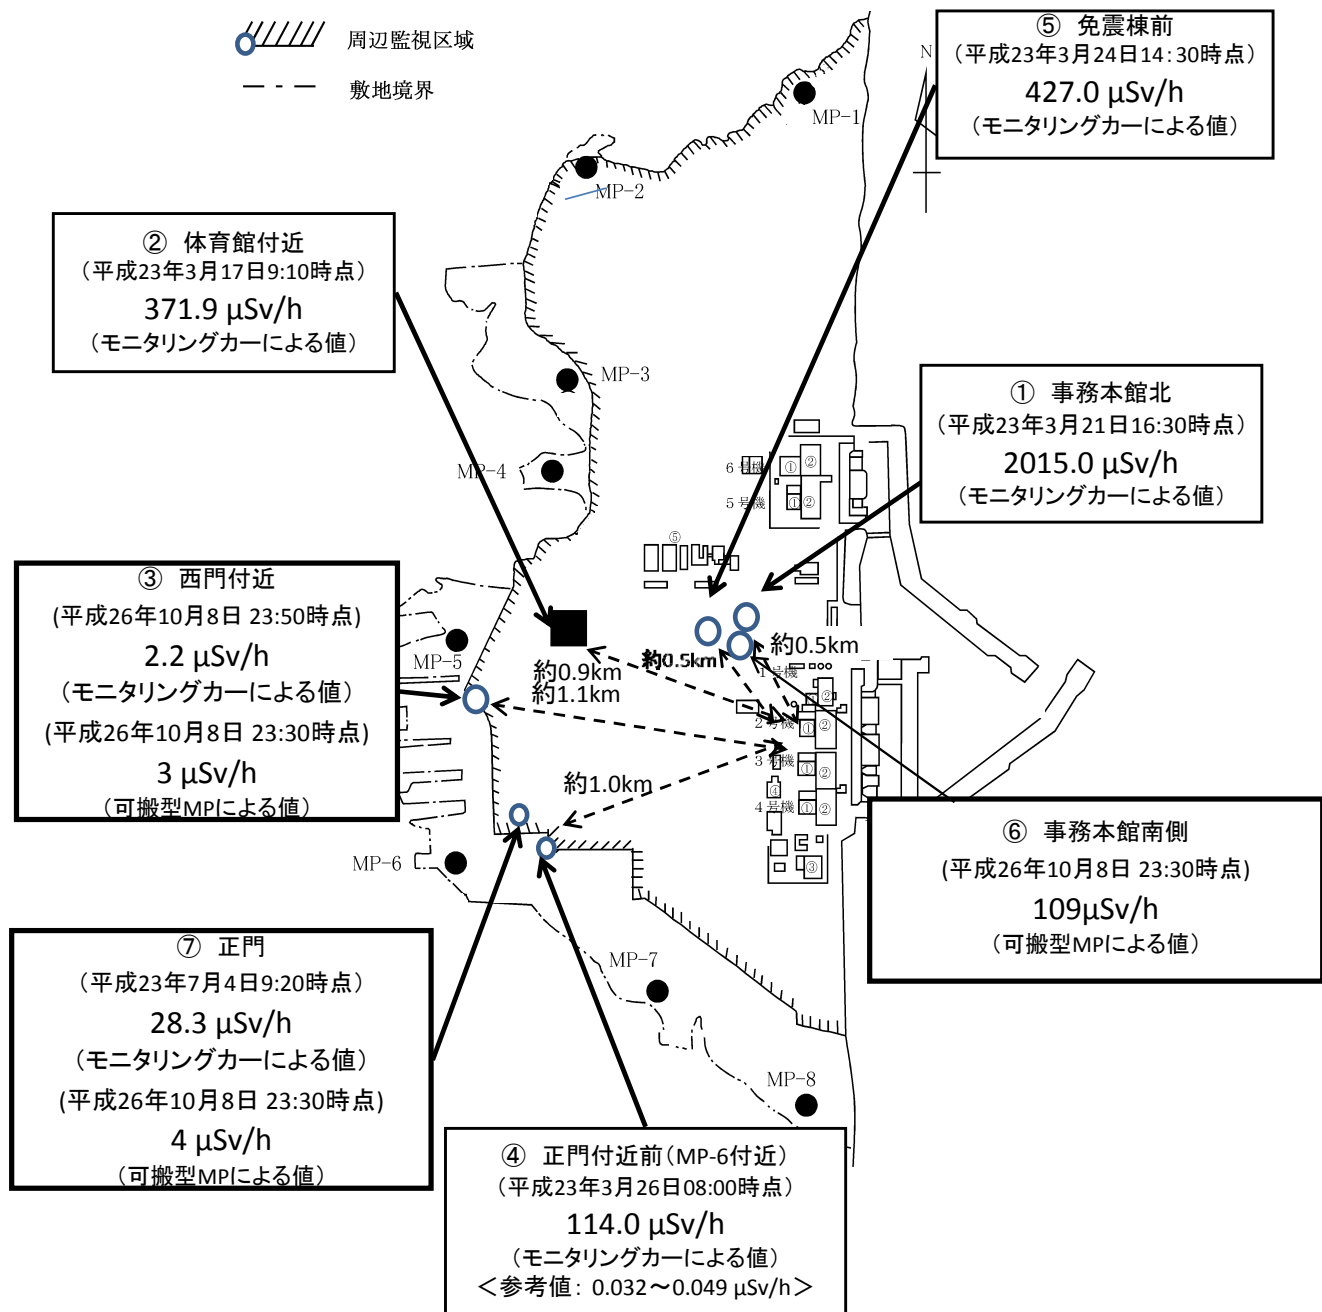 周辺監視区域
敷地境界
⑤ 免震棟前
（平成23年3月24日14：30時点）
427.0 µSv/h
（モニタリングカーによる値）
N
MP-1
MP-2
② 体育館付近
（平成23年3月17日9:10時点）
371.9 µSv/h
（モニタリングカーによる値）
MP-3
MP-4
① 事務本館北
（平成23年3月21日16:30時点）
2015.0 µSv/h
（モニタリングカーによる値）
6号機
① ②
5号機
① ②
⑤
③ 西門付近
(平成26年10月8日 23:50時点)
2.2 µSv/h
（モニタリングカーによる値）
(平成26年10月8日 23:30時点)
3 µSv/h
（可搬型MPによる値）
MP-5
約0.9km
約1.1km
約0.5km
約0.5km
1号機
②
2号機
① ②
3号機
① ②
約1.0km
④
4号機
① ②
③
MP-6
⑥ 事務本館南側
(平成26年10月8日 23:30時点)
109µSv/h
（可搬型MPによる値）
⑦ 正門
（平成23年7月4日9:20時点）
28.3 µSv/h
（モニタリングカーによる値）
(平成26年10月8日 23:30時点)
4 µSv/h
（可搬型MPによる値）
MP-7
MP-8
④ 正門付近前（MP-6付近）
（平成23年3月26日08:00時点）
114.0 µSv/h
（モニタリングカーによる値）
＜参考値： 0.032～0.049 µSv/h＞